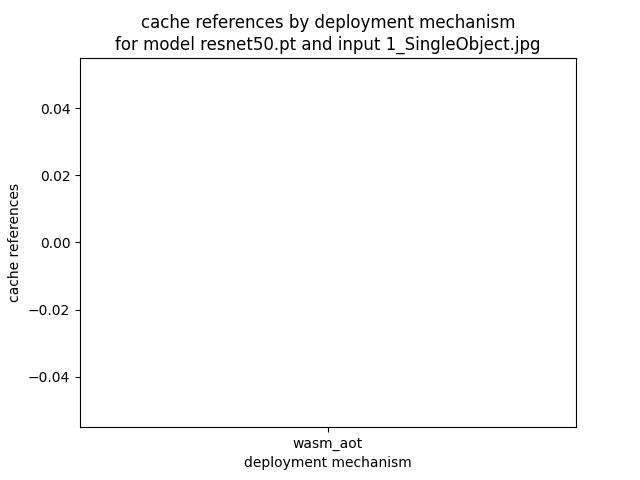 cache references by deployment mechanism
for model resnet50.pt and input 1_SingleObject.jpg
cache references
0.04
0.02
0.00
−0.02
−0.04
wasm_aot
deployment mechanism